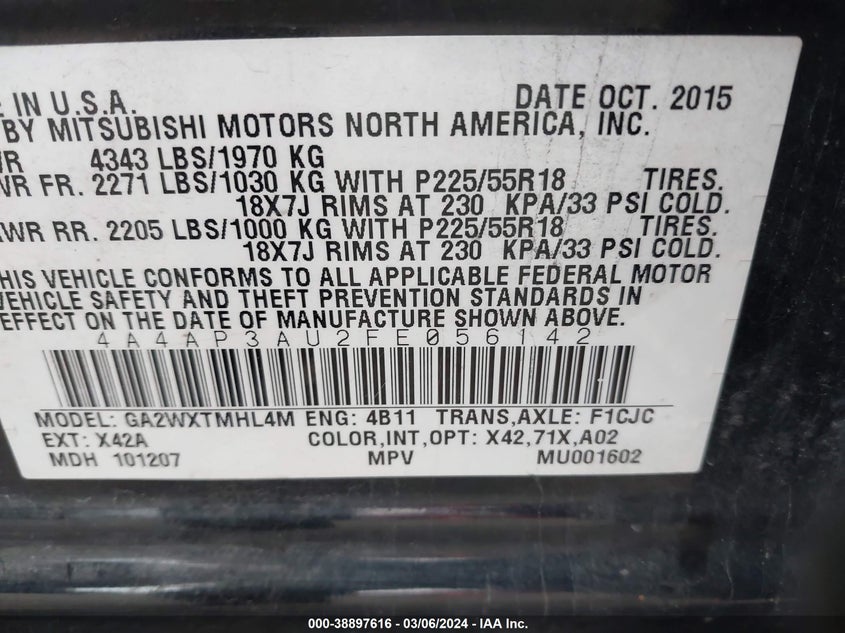 IN U.S.A. DATE OCT. 2015
BY MITSUBISHI MOTORS NORTH AMERICA, INC.
WR 4343 LBS/1970 KG
WR FR. 2271 LBS/1030 KG WITH P225/55R18 TIRES.
18X7J RIMS AT 230 KPA/33 PSI COLD.
WR RR. 2205 LBS/1000 KG WITH P225/55R18 TIRES.
18X7J RIMS AT 230 KPA/33 PSI COLD.
HIS VEHICLE CONFORMS TO ALL APPLICABLE FEDERAL MOTOR
VEHICLE SAFETY AND THEFT PREVENTION STANDARDS IN
EFFECT ON THE DATE OF MANUFACTURE SHOWN ABOVE.
4A4AP3AU2FE056142
MODEL: GA2WXTMHL4M ENG: 4B11 TRANS,AXLE: F1CJC
EXT: X42A COLOR,INT,OPT: X42,71X,A02
MDH 101207 MPV MU001602
000-38897616 - 03/06/2024 - IAA Inc.